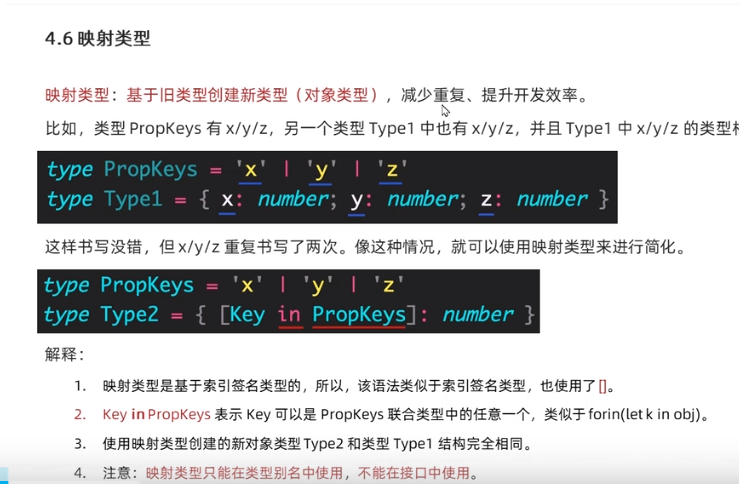 4.6 映射类型
映射类型：基于旧类型创建新类型（对象类型），减少重复、提升开发效率。
比如，类型 PropKeys 有 x/y/z，另一个类型 Type1 中也有 x/y/z，并且 Type1 中 x/y/z 的类型
type PropKeys = 'x' | 'y' | 'z'
type Type1 = { x: number; y: number; z: number }
这样书写没错，但 x/y/z 重复书写了两次。像这种情况，就可以使用映射类型来进行简化。
type PropKeys = 'x' | 'y' | 'z'
type Type2 = { [Key in PropKeys]: number }
解释：
1. 映射类型是基于索引签名类型的，所以，该语法类似于索引签名类型，也使用了 []。
2. Key in PropKeys 表示 Key 可以是 PropKeys 联合类型中的任意一个，类似于 forin(let k in obj)。
3. 使用映射类型创建的新对象类型 Type2 和类型 Type1 结构完全相同。
4. 注意：映射类型只能在类型别名中使用，不能在接口中使用。